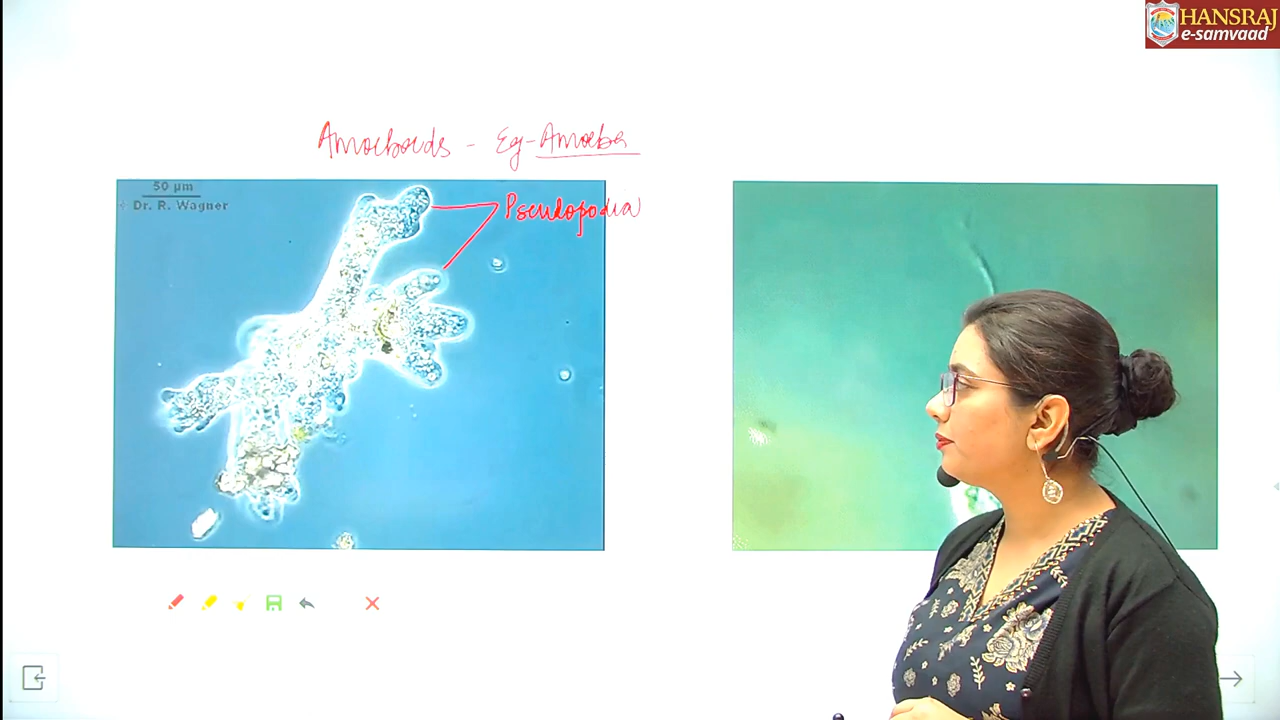 HANSRAJ
e-samvaad
Amoeboids - Eg-Amoeba
50 µm
Dr. R. Wagner
Pseudopodia